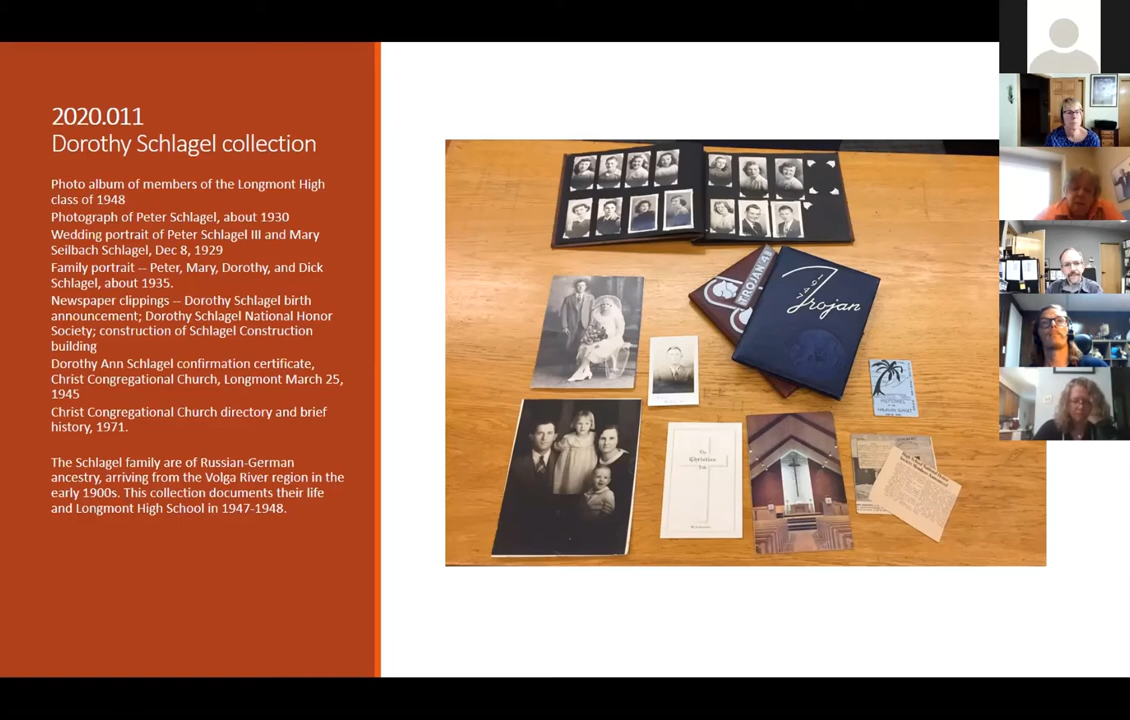 2020.011
Dorothy Schlagel collection
Photo album of members of the Longmont High
class of 1948
Photograph of Peter Schlagel, about 1930
Wedding portrait of Peter Schlagel III and Mary
Seilbach Schlagel, Dec 8, 1929
Family portrait -- Peter, Mary, Dorothy, and Dick
Schlagel, about 1935.
Newspaper clippings -- Dorothy Schlagel birth
announcement; Dorothy Schlagel National Honor
Society; construction of Schlagel Construction
building
Dorothy Ann Schlagel confirmation certificate,
Christ Congregational Church, Longmont March 25,
1945
Christ Congregational Church directory and brief
history, 1971.
The Schlagel family are of Russian-German
ancestry, arriving from the Volga River region in the
early 1900s. This collection documents their life
and Longmont High School in 1947-1948.
TROJAN
1947
Trojan
The
Christian